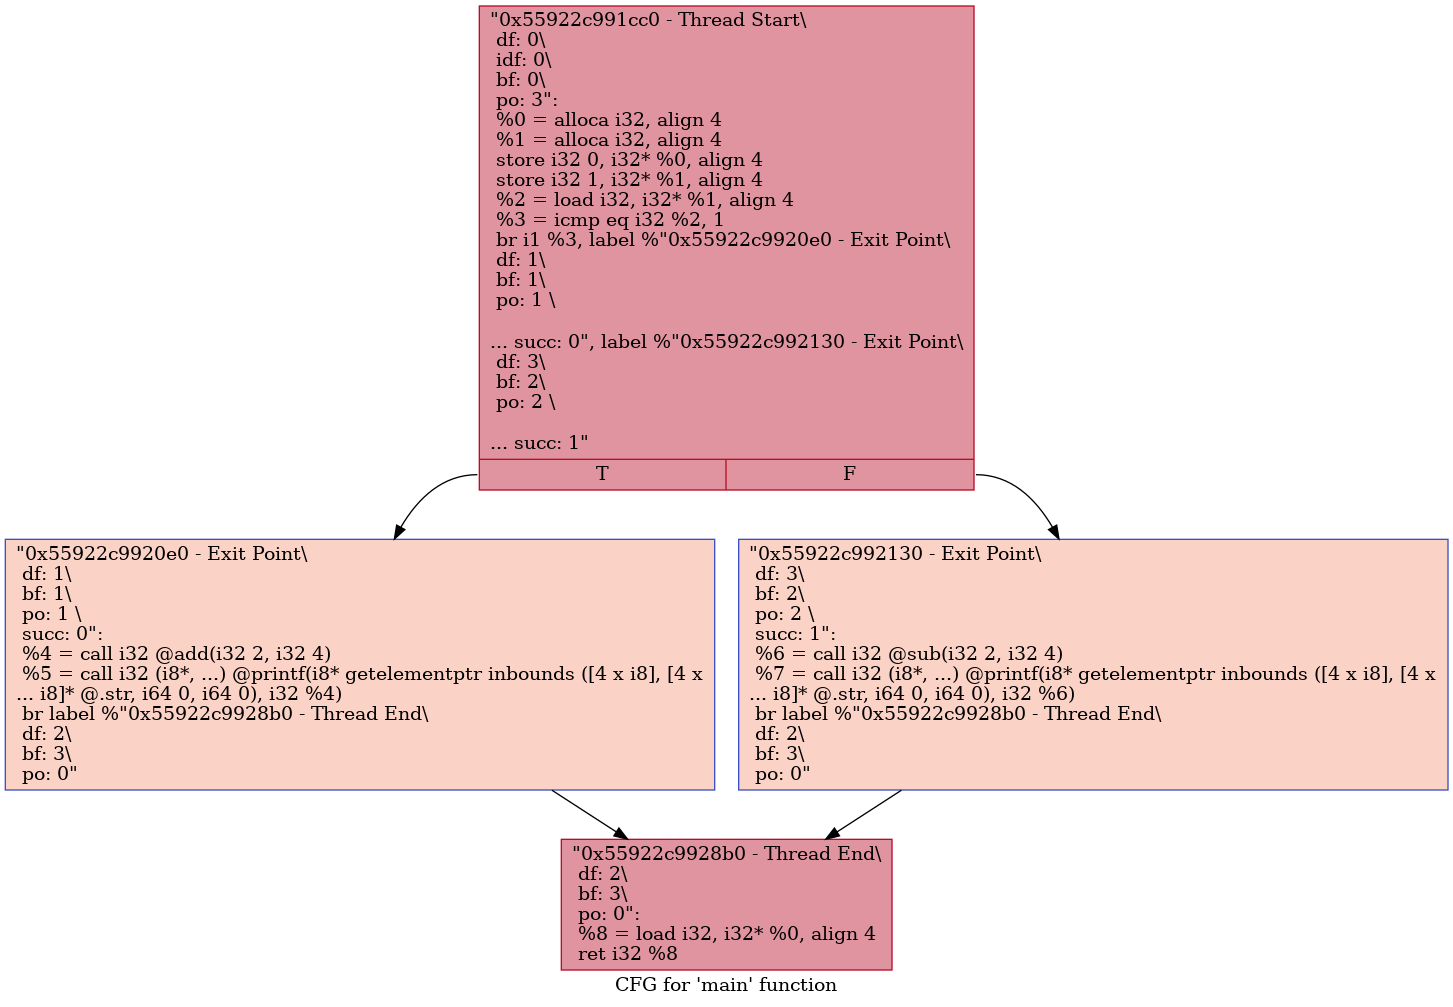 "0x55922c991cc0 - Thread Start\
df: 0\
idf: 0\
bf: 0\
po: 3":
%0 = alloca i32, align 4
%1 = alloca i32, align 4
store i32 0, i32* %0, align 4
store i32 1, i32* %1, align 4
%2 = load i32, i32* %1, align 4
%3 = icmp eq i32 %2, 1
br i1 %3, label %"0x55922c9920e0 - Exit Point\
df: 1\
bf: 1\
po: 1 \
... succ: 0", label %"0x55922c992130 - Exit Point\
df: 3\
bf: 2\
po: 2 \
... succ: 1"
T
F
"0x55922c9920e0 - Exit Point\
df: 1\
bf: 1\
po: 1 \
succ: 0":
%4 = call i32 @add(i32 2, i32 4)
%5 = call i32 (i8*, ...) @printf(i8* getelementptr inbounds ([4 x i8], [4 x
... i8]* @.str, i64 0, i64 0), i32 %4)
br label %"0x55922c9928b0 - Thread End\
df: 2\
bf: 3\
po: 0"
"0x55922c992130 - Exit Point\
df: 3\
bf: 2\
po: 2 \
succ: 1":
%6 = call i32 @sub(i32 2, i32 4)
%7 = call i32 (i8*, ...) @printf(i8* getelementptr inbounds ([4 x i8], [4 x
... i8]* @.str, i64 0, i64 0), i32 %6)
br label %"0x55922c9928b0 - Thread End\
df: 2\
bf: 3\
po: 0"
"0x55922c9928b0 - Thread End\
df: 2\
bf: 3\
po: 0":
%8 = load i32, i32* %0, align 4
ret i32 %8
CFG for 'main' function